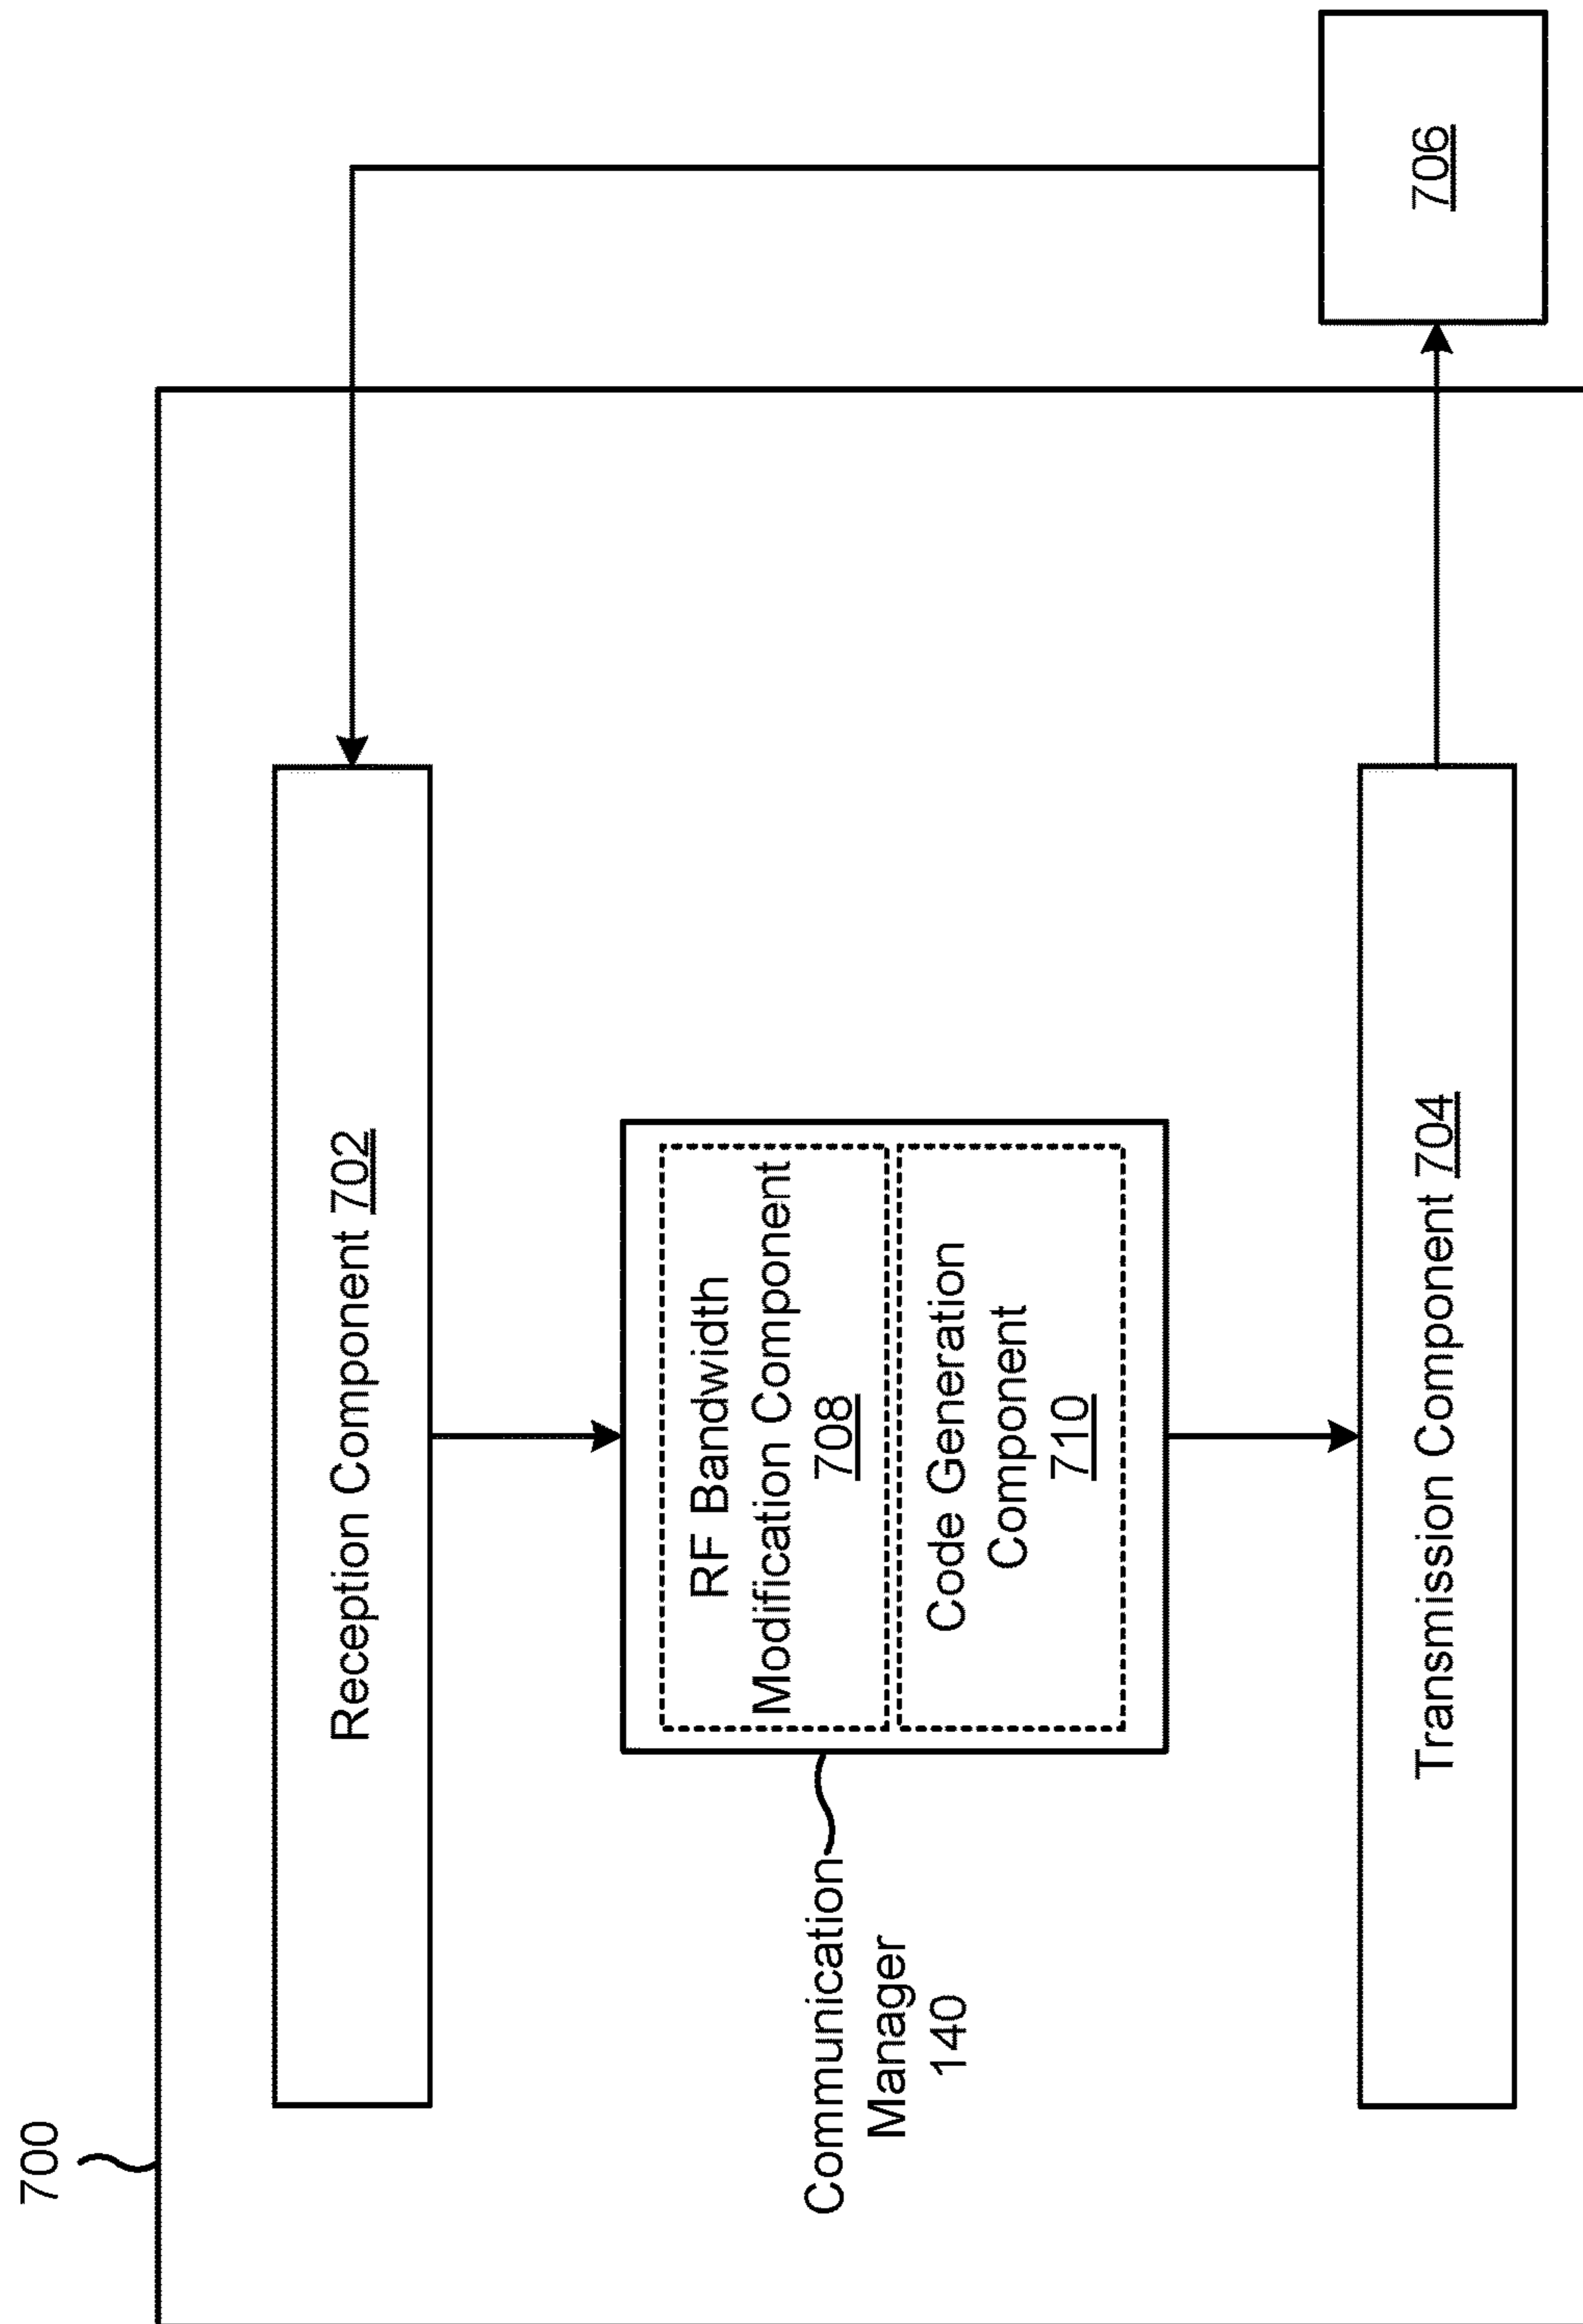 700
Reception Component 702
RF Bandwidth
Modification Component
708
Code Generation
Component
710
Communication
Manager
140
Transmission Component 704
706